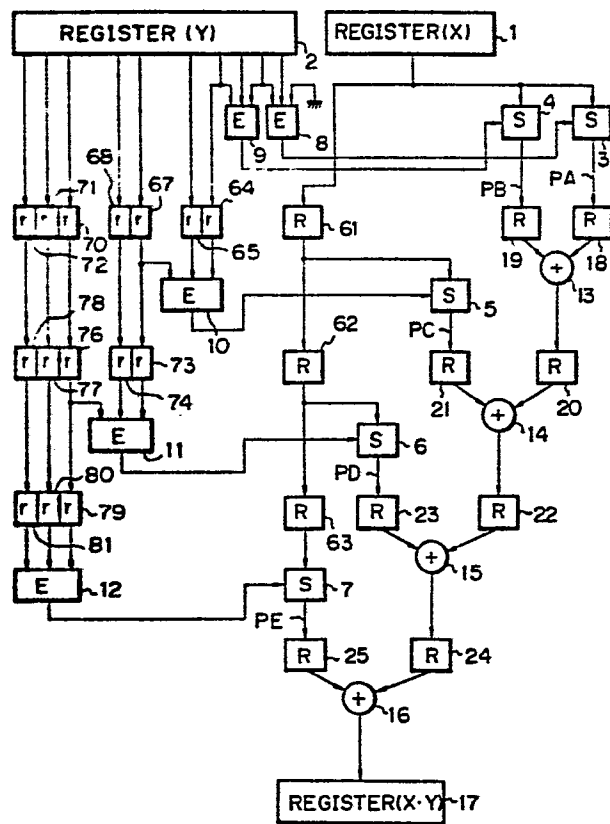 REGISTER (Y)
2
REGISTER(X)
1
E
9
E
8
S
4
S
3
71
68
67
64
PB
PA
r r r
70
72
r r
r r
65
R
61
R
19
R
18
+
13
E
10
S
5
78
76
PC
r r r
77
r r
73
74
R
62
R
21
R
20
+
14
E
11
S
6
80
PD
r r r
79
81
R
63
R
23
R
22
+
15
E
12
S
7
PE
R
25
R
24
+
16
REGISTER(X·Y)
17